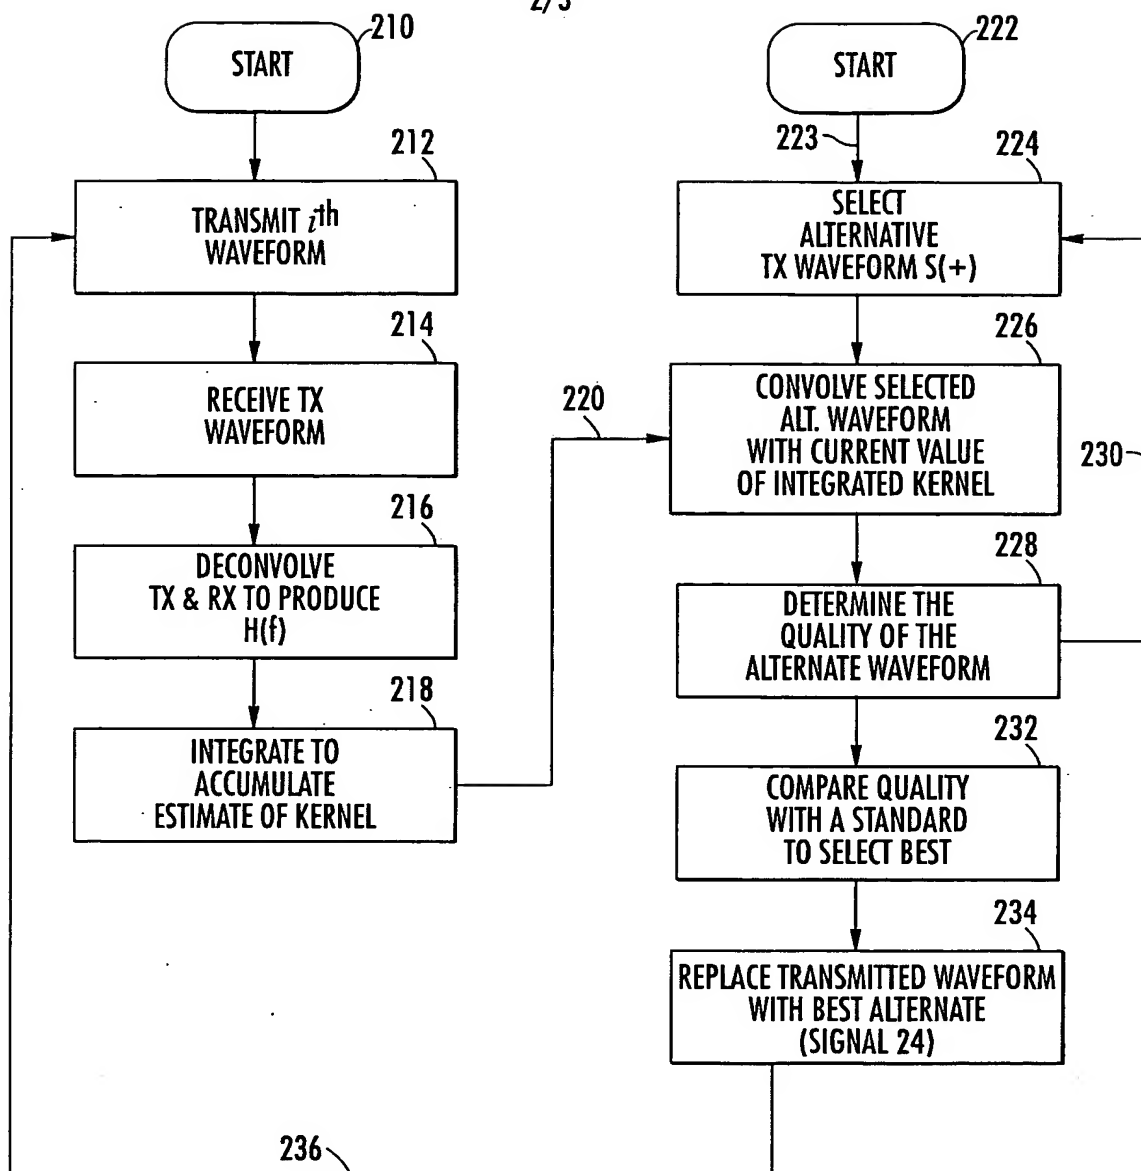 2/3
210
START
212
TRANSMIT ith
WAVEFORM
214
RECEIVE TX
WAVEFORM
216
DECONVOLVE
TX & RX TO PRODUCE
H(f)
218
INTEGRATE TO
ACCUMULATE
ESTIMATE OF KERNEL
220
222
START
223
224
SELECT
ALTERNATIVE
TX WAVEFORM S(+)
226
CONVOLVE SELECTED
ALT. WAVEFORM
WITH CURRENT VALUE
OF INTEGRATED KERNEL
230
228
DETERMINE THE
QUALITY OF THE
ALTERNATE WAVEFORM
232
COMPARE QUALITY
WITH A STANDARD
TO SELECT BEST
234
REPLACE TRANSMITTED WAVEFORM
WITH BEST ALTERNATE
(SIGNAL 24)
236